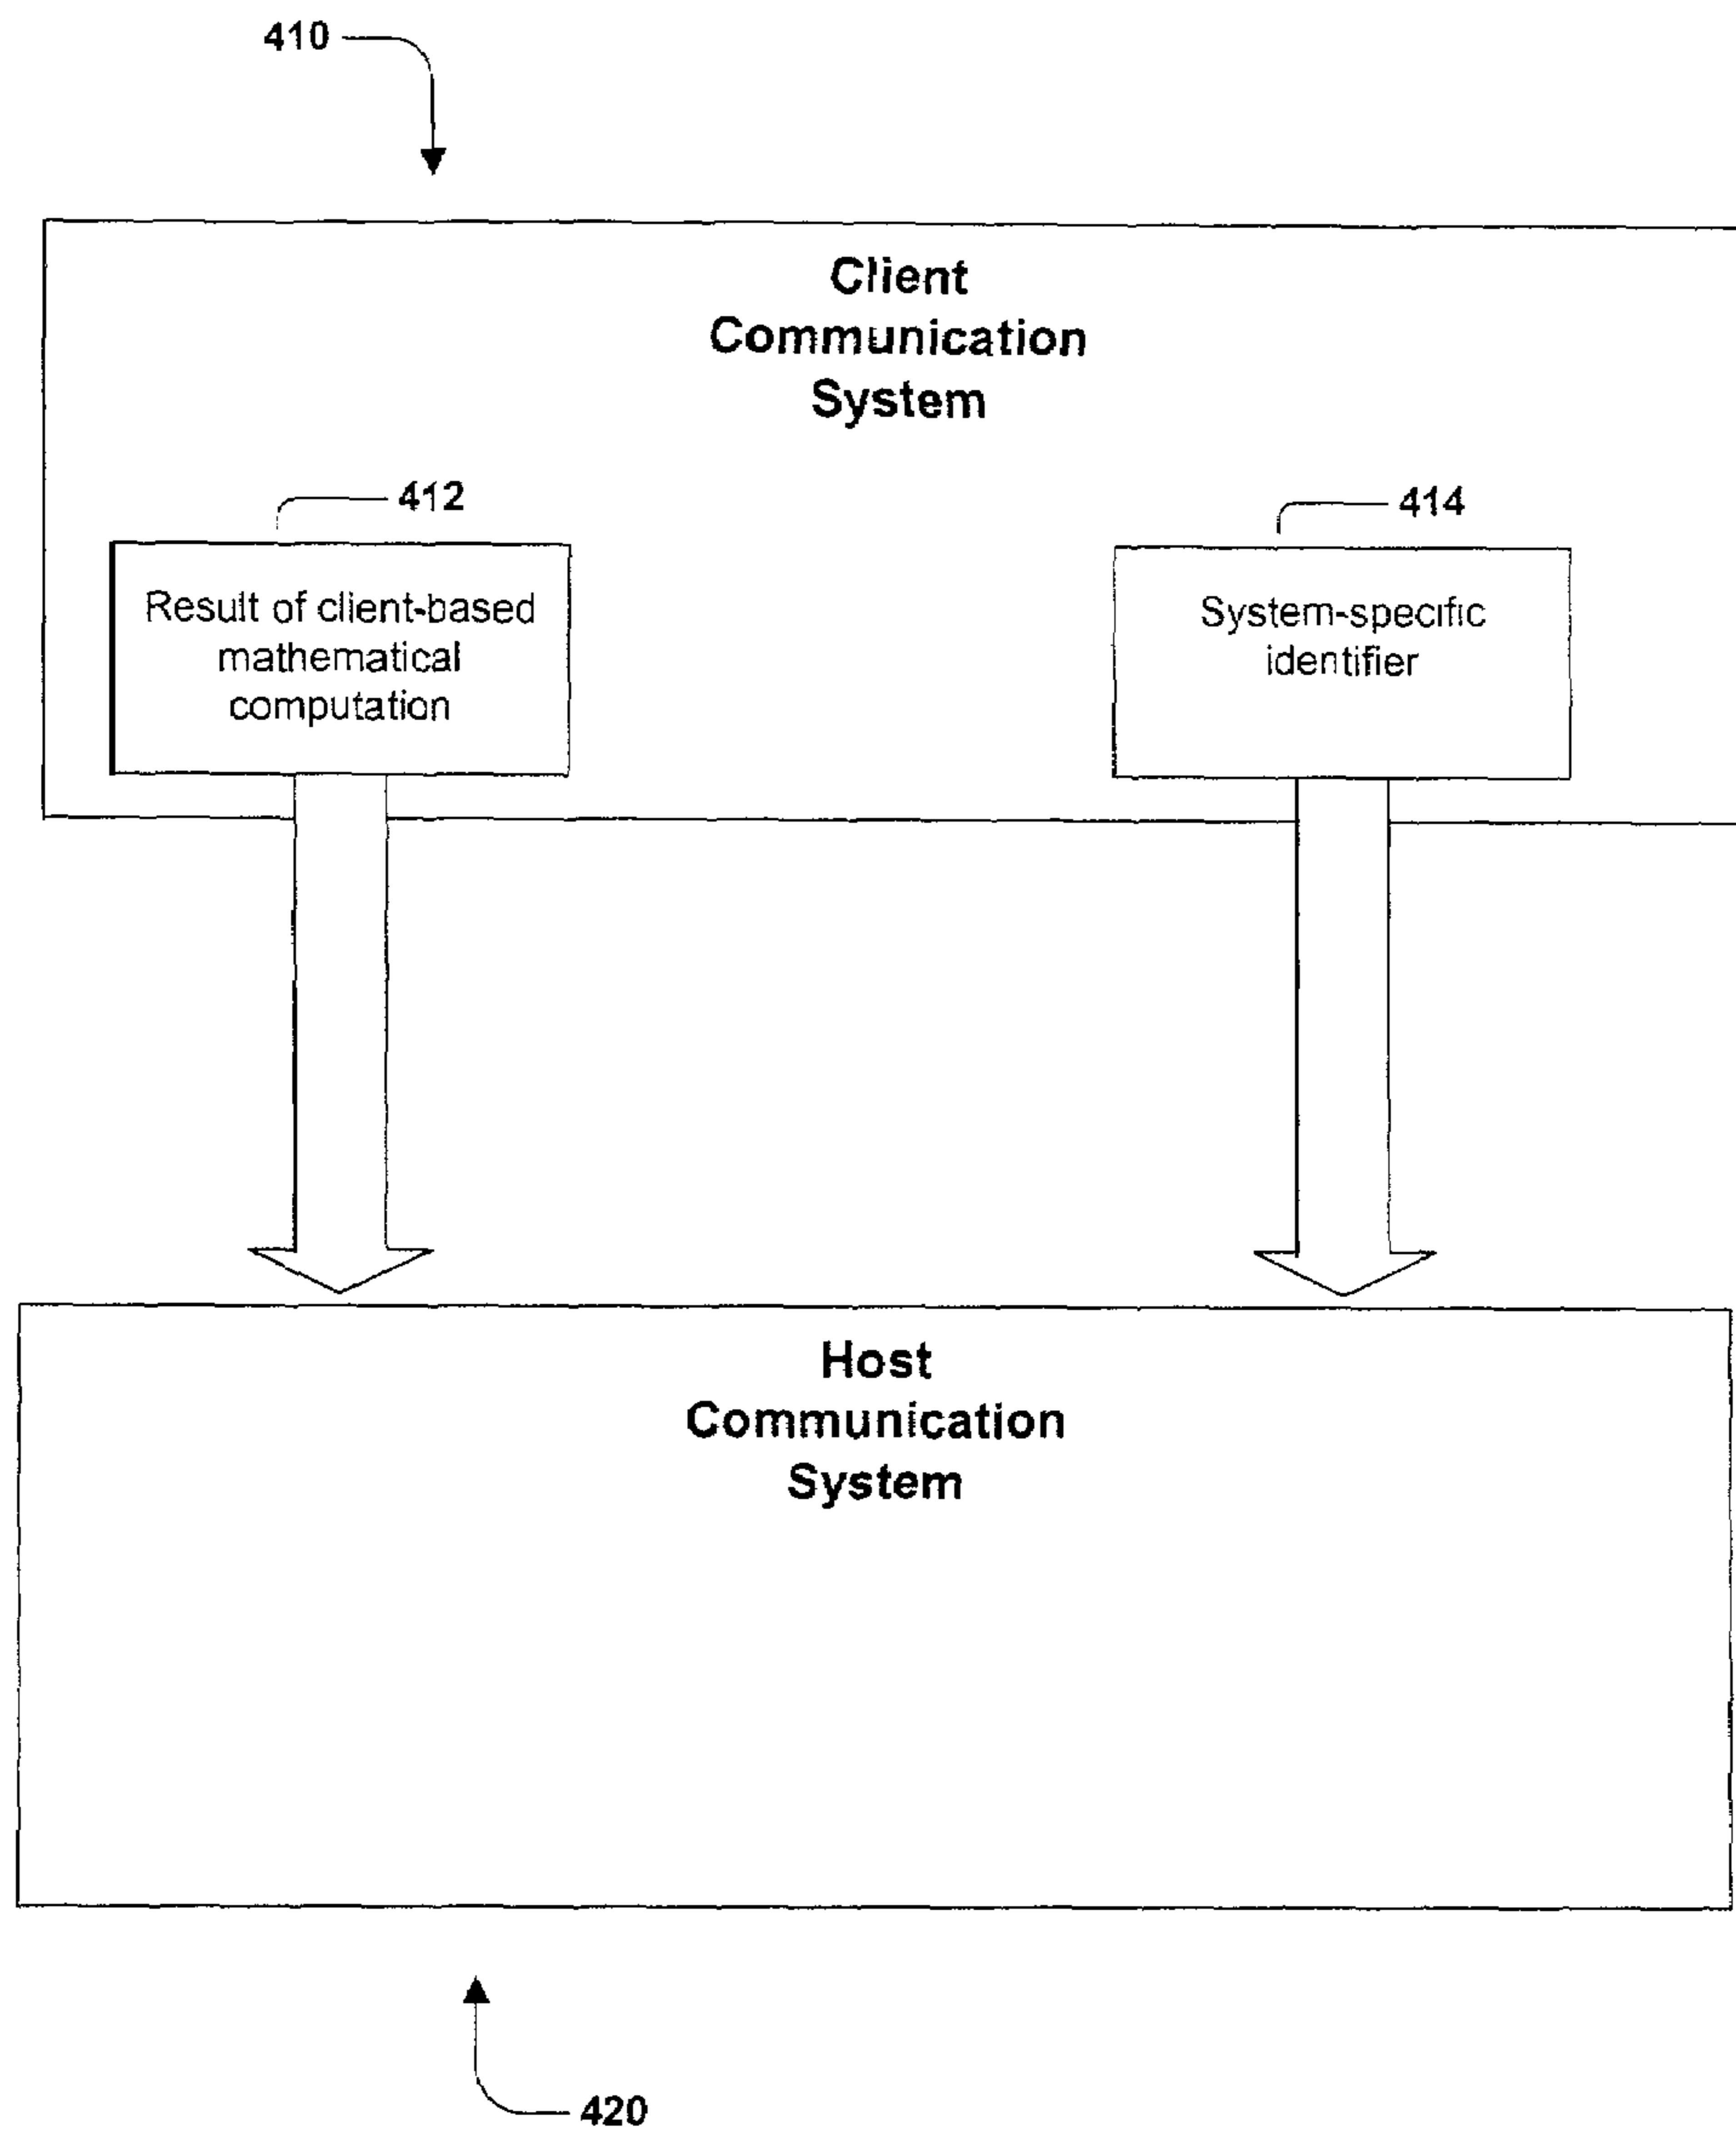 410
Client
Communication
System
412
414
Result of client-based
mathematical
computation
System-specific
identifier
Host
Communication
System
420